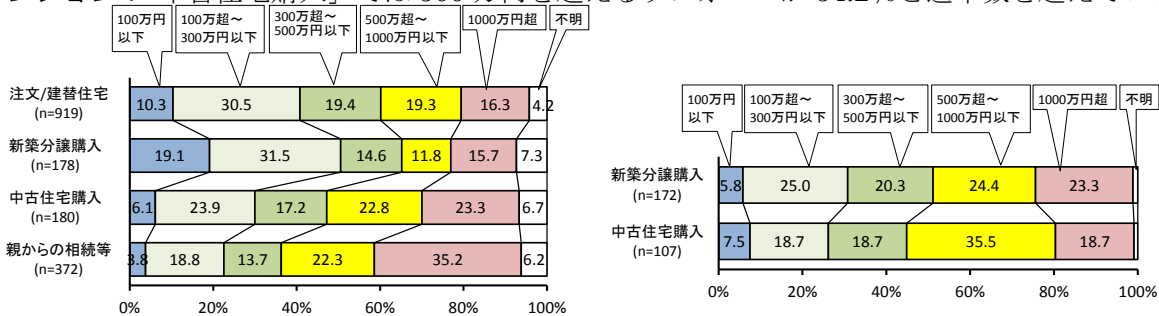 100万円
以下
100万超～
300万円以下
300万超～
500万円以下
500万超～
1000万円以下
1000万円超
不明
注文/建替住宅
(n=919)
10.3 30.5 19.4 19.3 16.3 4.2
新築分譲購入
(n=178)
19.1 31.5 14.6 11.8 15.7 7.3
中古住宅購入
(n=180)
6.1 23.9 17.2 22.8 23.3 6.7
親からの相続等
(n=372)
3.8 18.8 13.7 22.3 35.2 6.2
0% 20% 40% 60% 80% 100%
100万円
以下
100万超～
300万円以下
300万超～
500万円以下
500万超～
1000万円以下
1000万円超
不明
新築分譲購入
(n=172)
5.8 25.0 20.3 24.4 23.3
中古住宅購入
(n=107)
7.5 18.7 18.7 35.5 18.7
0% 20% 40% 60% 80% 100%